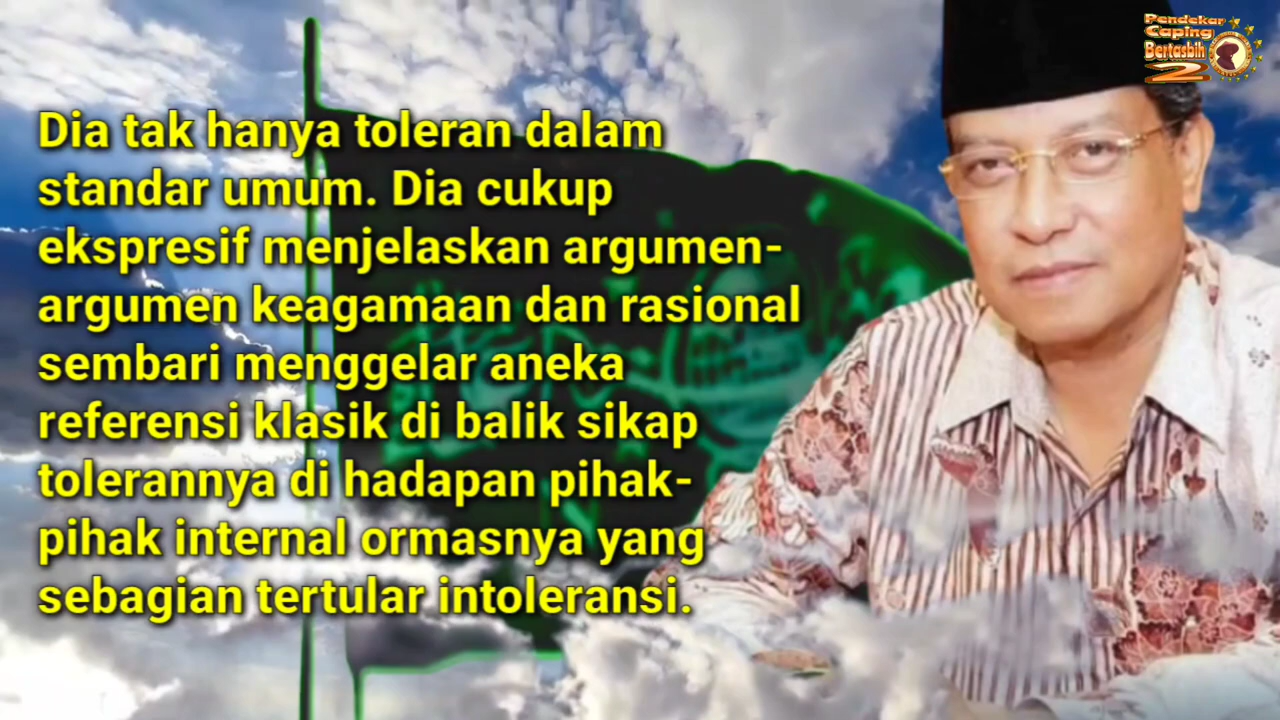 Pendekar
Caping
Bertasbih
2
Dia tak hanya toleran dalam
standar umum. Dia cukup
ekspresif menjelaskan argumen-
argumen keagamaan dan rasional
sembari menggelar aneka
referensi klasik di balik sikap
tolerannya di hadapan pihak-
pihak internal ormasnya yang
sebagian tertular intoleransi.